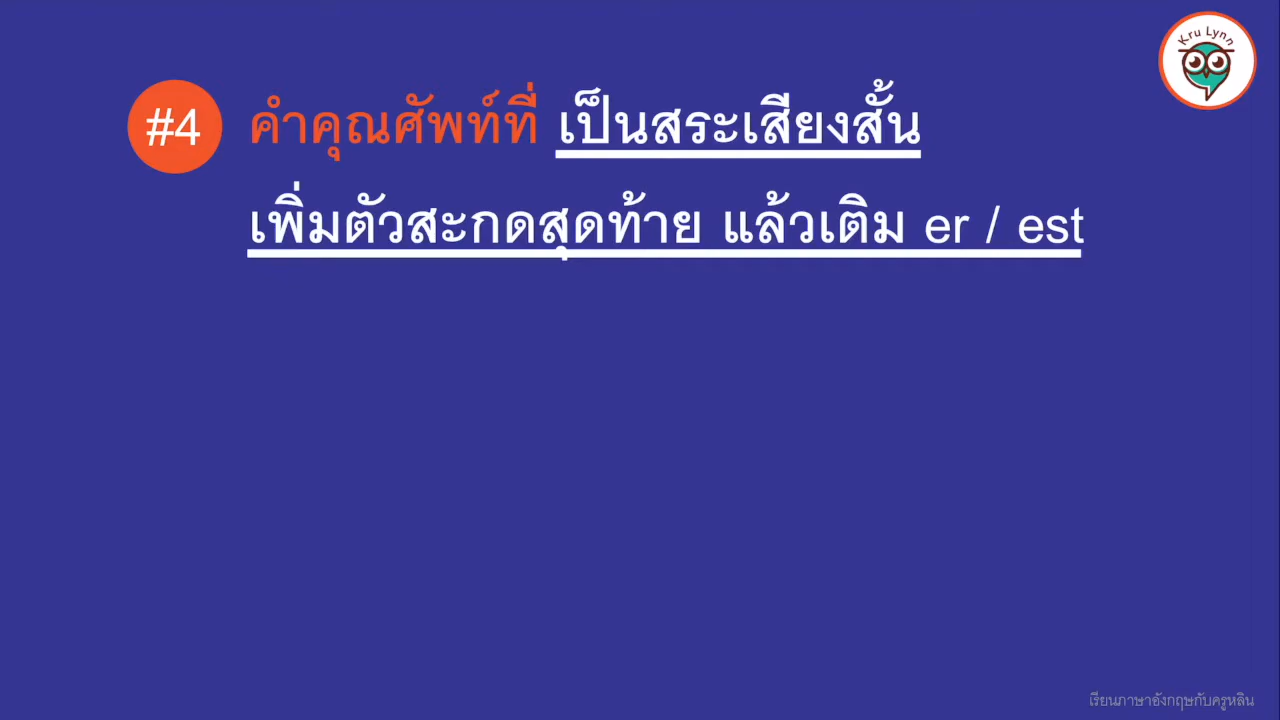 Kru Lynn
#4 คำคุณศัพท์ที่ เป็นสระเสียงสั้น
เพิ่มตัวสะกดสุดท้าย แล้วเติม er / est
เรียนภาษาอังกฤษกับครูหลิน